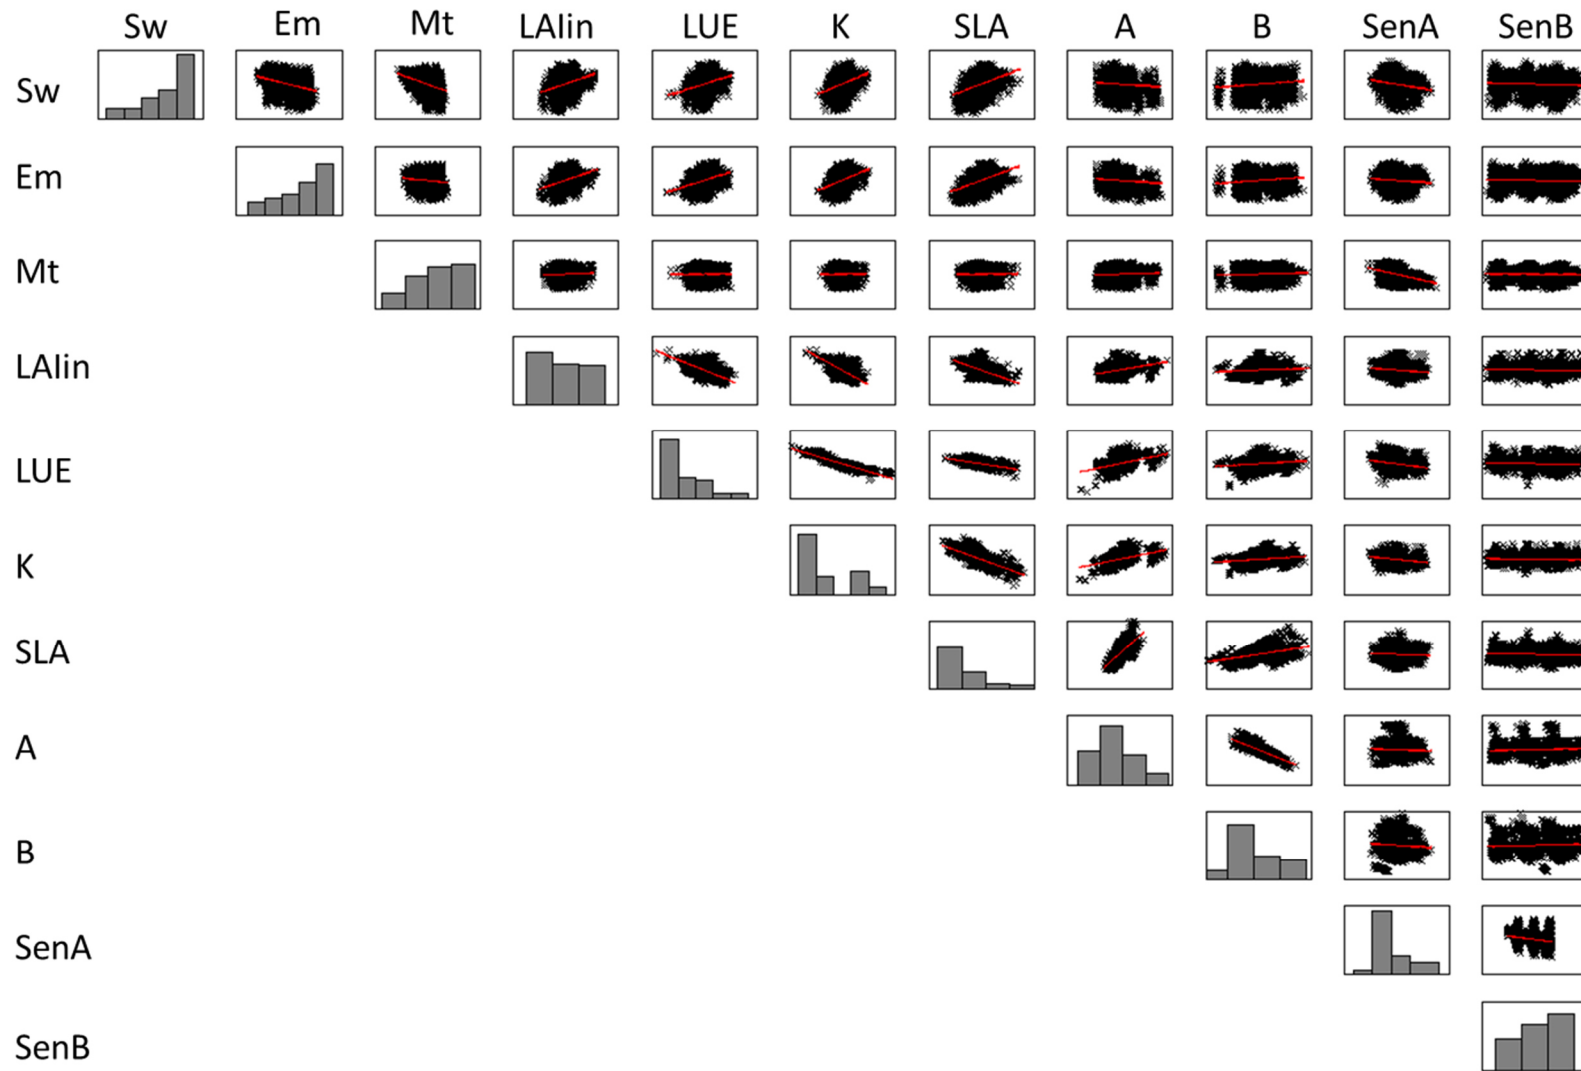 Sw Em Mt LAIin LUE K SLA A B SenA SenB
Sw
Em
Mt
LAIin
LUE
K
SLA
A
B
SenA
SenB